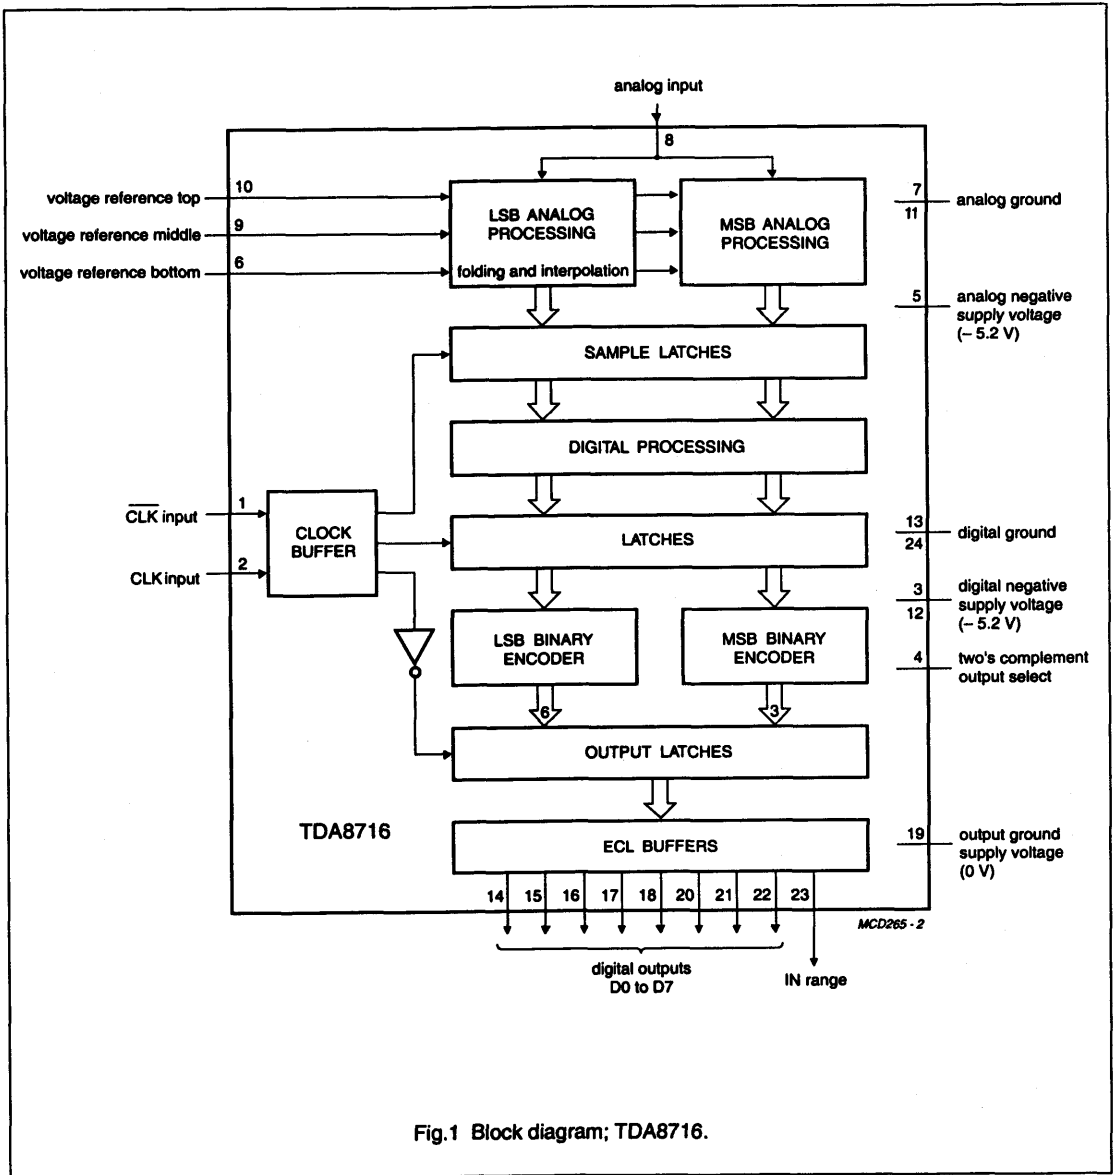 analog input
8
10
voltage reference top
9
voltage reference middle
6
voltage reference bottom
LSB ANALOG
PROCESSING
folding and interpolation
MSB ANALOG
PROCESSING
7
11
analog ground
5
analog negative
supply voltage
(– 5.2 V)
SAMPLE LATCHES
DIGITAL PROCESSING
1
C̅L̅K̅ input
2
CLK input
CLOCK
BUFFER
LATCHES
13
24
digital ground
3
12
digital negative
supply voltage
(– 5.2 V)
LSB BINARY
ENCODER
MSB BINARY
ENCODER
4
two's complement
output select
6
3
OUTPUT LATCHES
TDA8716
ECL BUFFERS
19
output ground
supply voltage
(0 V)
14 15 16 17 18 20 21 22 23
MCD265 - 2
digital outputs
D0 to D7
IN range
Fig.1 Block diagram; TDA8716.